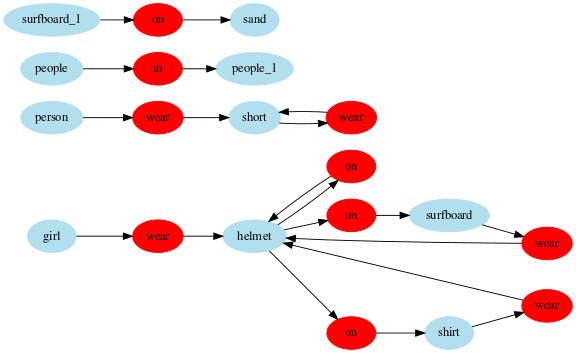 surfboard_1 on sand
people in people_1
person wear short wear
on
on surfboard
girl wear helmet wear
wear
on shirt